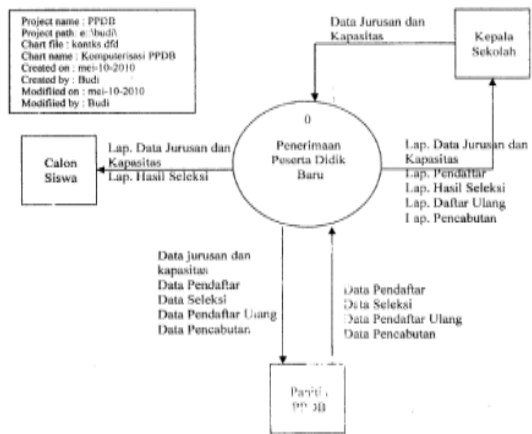 Project name : PPDB
Project path : e: \budi\
Chart file : kontks dfd
Chart name : Komputerisasi PPDB
Created on : mei-10-2010
Created by : Budi
Modified on : mei-10-2010
Modified by : Budi
Data Jurusan dan
Kapasitas
Kepala
Sekolah
0
Penerimaan
Peserta Didik
Baru
Calon
Siswa
Lap. Data Jurusan dan
Kapasitas
Lap. Hasil Seleksi
Lap. Data Jurusan dan
Kapasitas
Lap. Pendaftar
Lap. Hasil Seleksi
Lap. Daftar Ulang
Lap. Pencabutan
Data jurusan dan
kapasitas
Data Pendaftar
Data Seleksi
Data Pendaftar Ulang
Data Pencabutan
Data Pendaftar
Data Seleksi
Data Pendaftar Ulang
Data Pencabutan
Panitia
PPDB